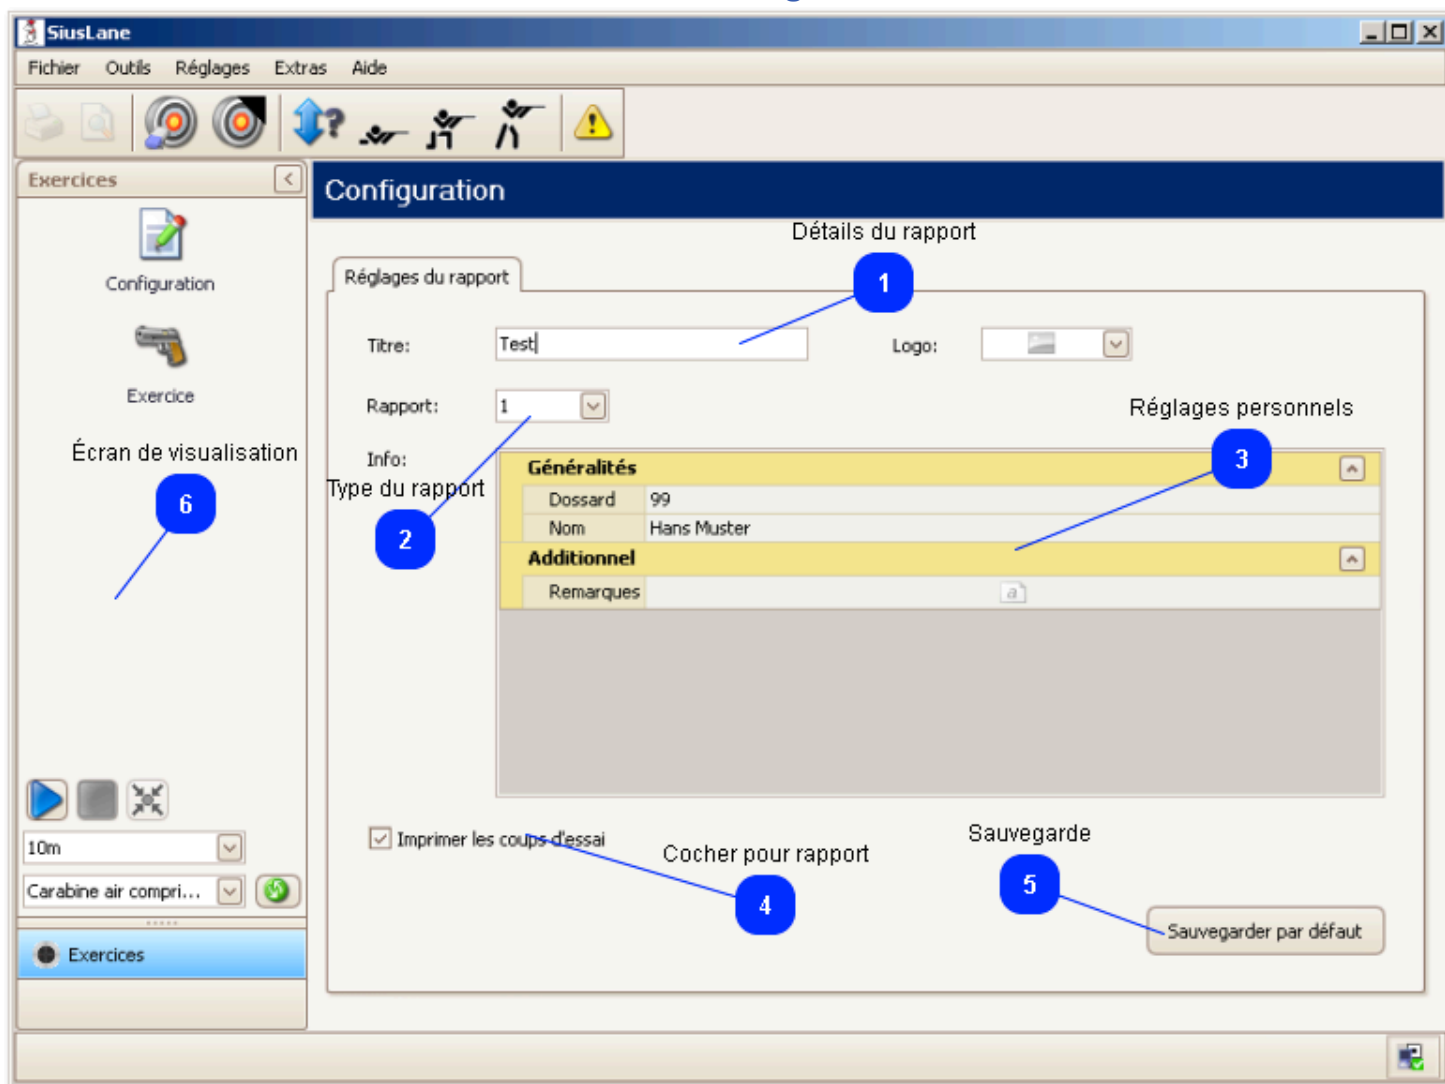 SiusLane
Fichier Outils Réglages Extras Aide
?
Exercices
Configuration
Exercice
Écran de visualisation
6
10m
Carabine air compri...
Exercices
Configuration
Détails du rapport
1
Réglages du rapport
Titre: Test Logo:
Rapport: 1
Réglages personnels
3
Info:
Type du rapport
2
Généralités
Dossard 99
Nom Hans Muster
Additionnel
Remarques a
Imprimer les coups d'essai
Cocher pour rapport
4
Sauvegarde
5
Sauvegarder par défaut